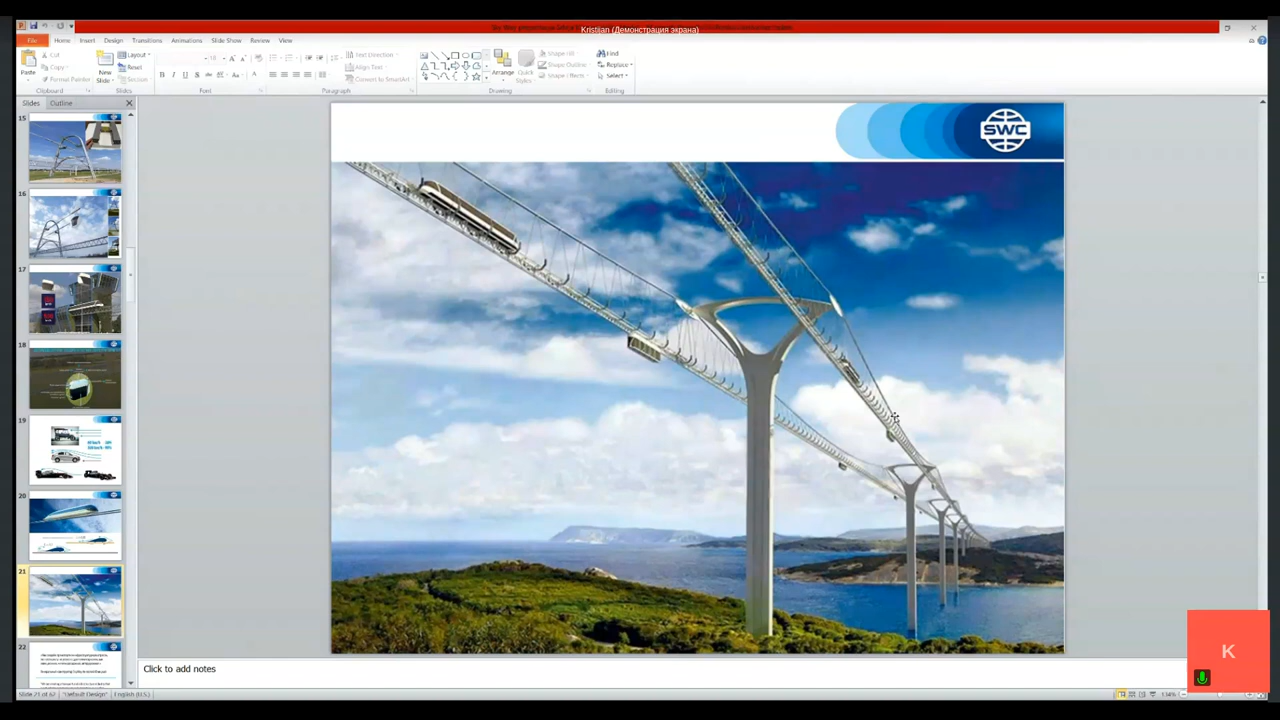 Kristijan (Демонстрация экрана)
File Home Insert Design Transitions Animations Slide Show Review View
Paste
Cut
Copy
Format Painter
Clipboard
New Slide
Layout
Reset
Section
Slides
Font
Text Direction
Align Text
Convert to SmartArt
Paragraph
Arrange
Quick Styles
Shape Fill
Shape Outline
Shape Effects
Drawing
Find
Replace
Select
Editing
Slides Outline
SWC
15
16
17
18
19
20
21
22
Click to add notes
Slide 21 of 62 "Default Design" English (U.S.)
134%
K